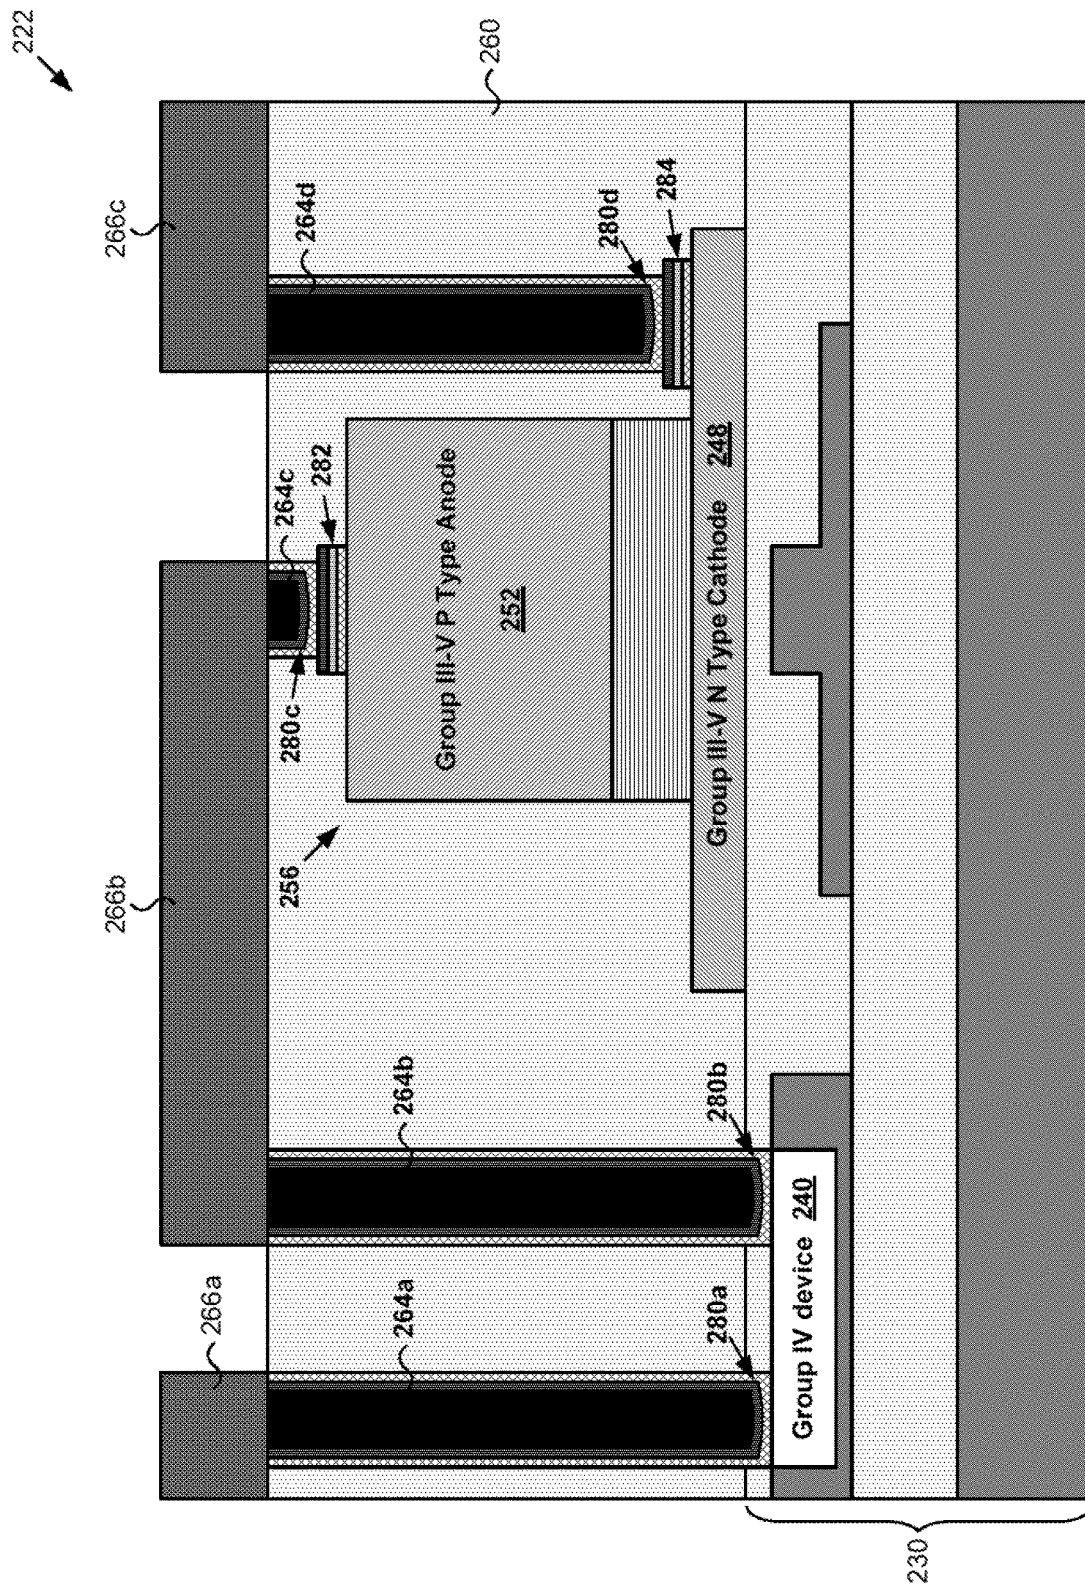 222
266a
266b
266c
260
264a
264b
264c
264d
280a
280b
280c
280d
282
284
256
Group III-V P Type Anode
252
Group III-V N Type Cathode 248
Group IV device 240
230